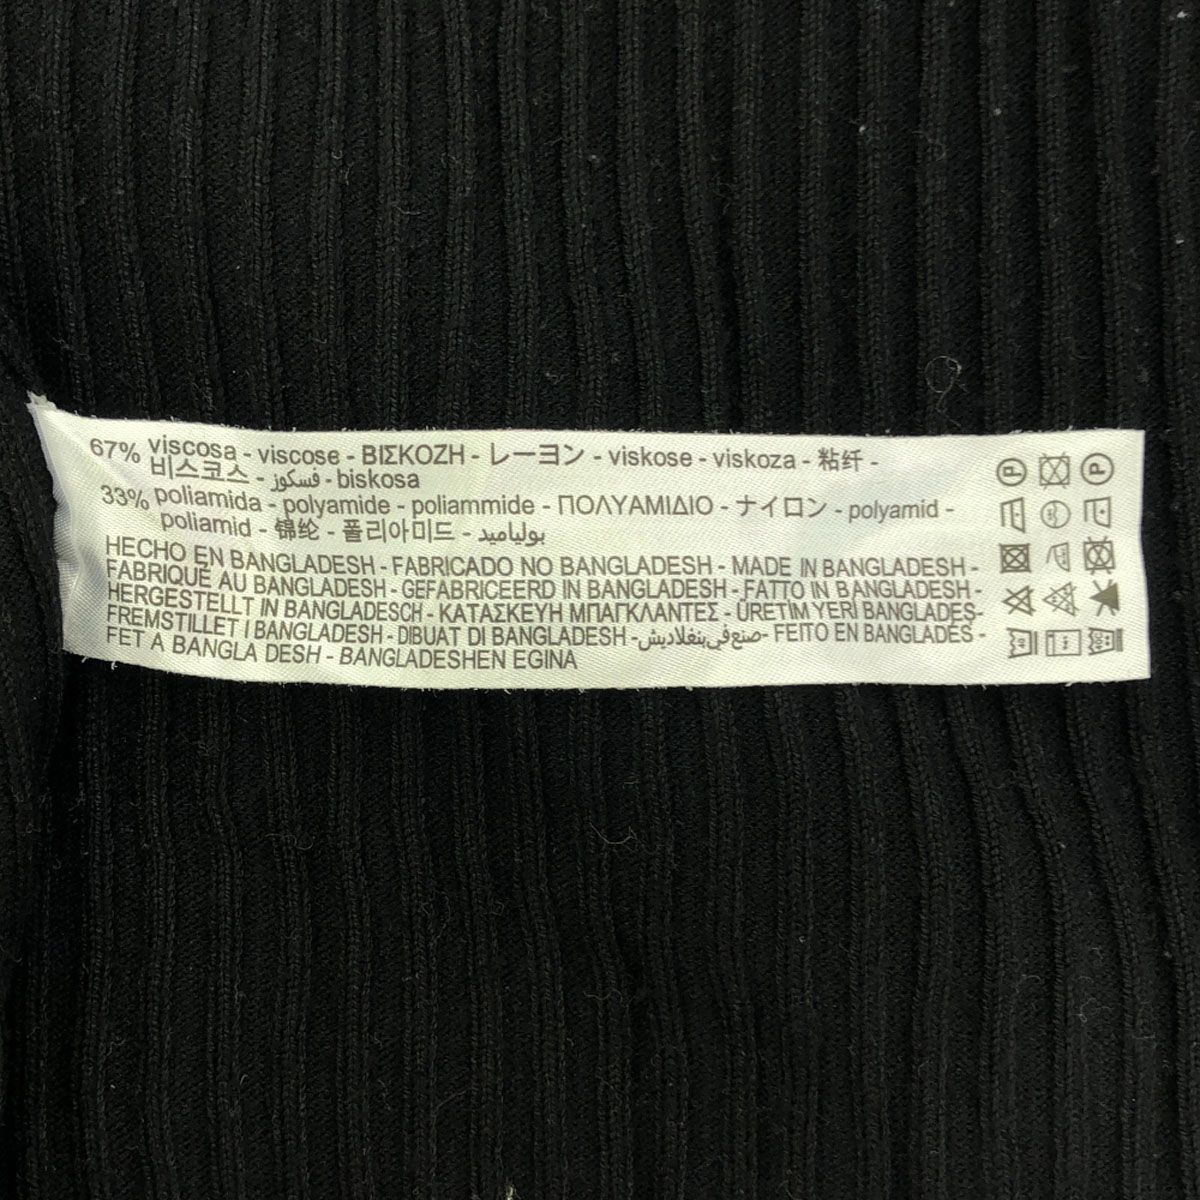 67% viscosa - viscose - ΒΙΣΚΟΖΗ - レーヨン - viskose - viskoza - 粘纤 -
비스코스 - فسكوز - biskosa
33% poliamida - polyamide - poliammide - ΠΟΛΥΑΜΙΔΙΟ - ナイロン - polyamid -
poliamid - 锦纶 - 폴리아미드 - بولياميد
HECHO EN BANGLADESH - FABRICADO NO BANGLADESH - MADE IN BANGLADESH -
FABRIQUÉ AU BANGLADESH - GEFABRICEERD IN BANGLADESH - FATTO IN BANGLADESH -
HERGESTELLT IN BANGLADESCH - ΚΑΤΑΣΚΕΥΗ ΜΠΑΓΚΛΑΝΤΕΣ - ÜRETİM YERİ BANGLADEŞ-
FREMSTILLET I BANGLADESH - DIBUAT DI BANGLADESH - صنع في بنغلاديش - FEITO EN BANGLADÉS -
FET A BANGLA DESH - BANGLADESHEN EGINA